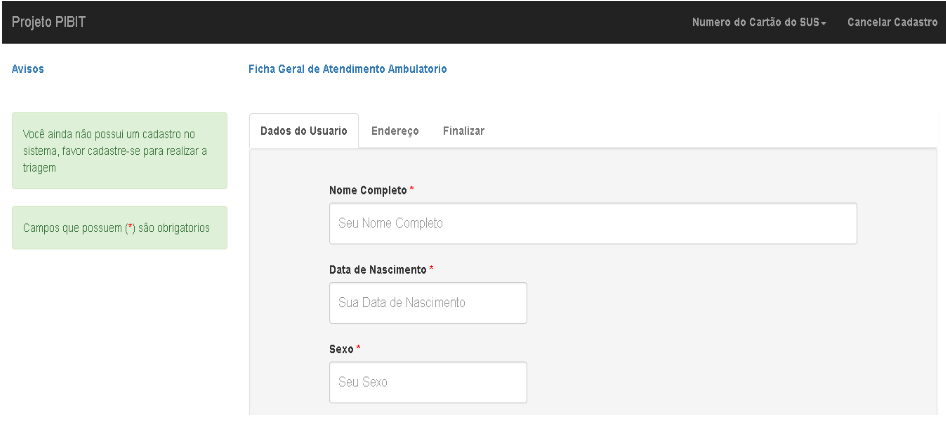 Projeto PIBIT
Numero do Cartão do SUS
Cancelar Cadastro
Avisos
Você ainda não possui um cadastro no
sistema, favor cadastre-se para realizar a
triagem
Campos que possuem (*) são obrigatorios
Ficha Geral de Atendimento Ambulatorio
Dados do Usuario
Endereço
Finalizar
Nome Completo *
Seu Nome Completo
Data de Nascimento *
Sua Data de Nascimento
Sexo *
Seu Sexo